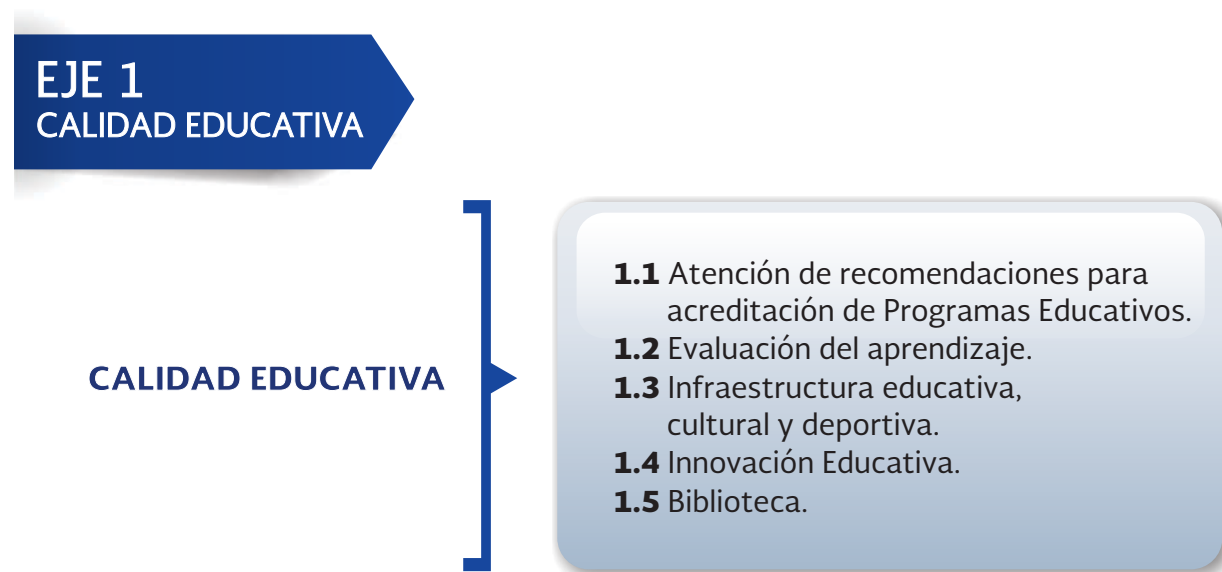 EJE 1
CALIDAD EDUCATIVA
CALIDAD EDUCATIVA
1.1 Atención de recomendaciones para
acreditación de Programas Educativos.
1.2 Evaluación del aprendizaje.
1.3 Infraestructura educativa,
cultural y deportiva.
1.4 Innovación Educativa.
1.5 Biblioteca.